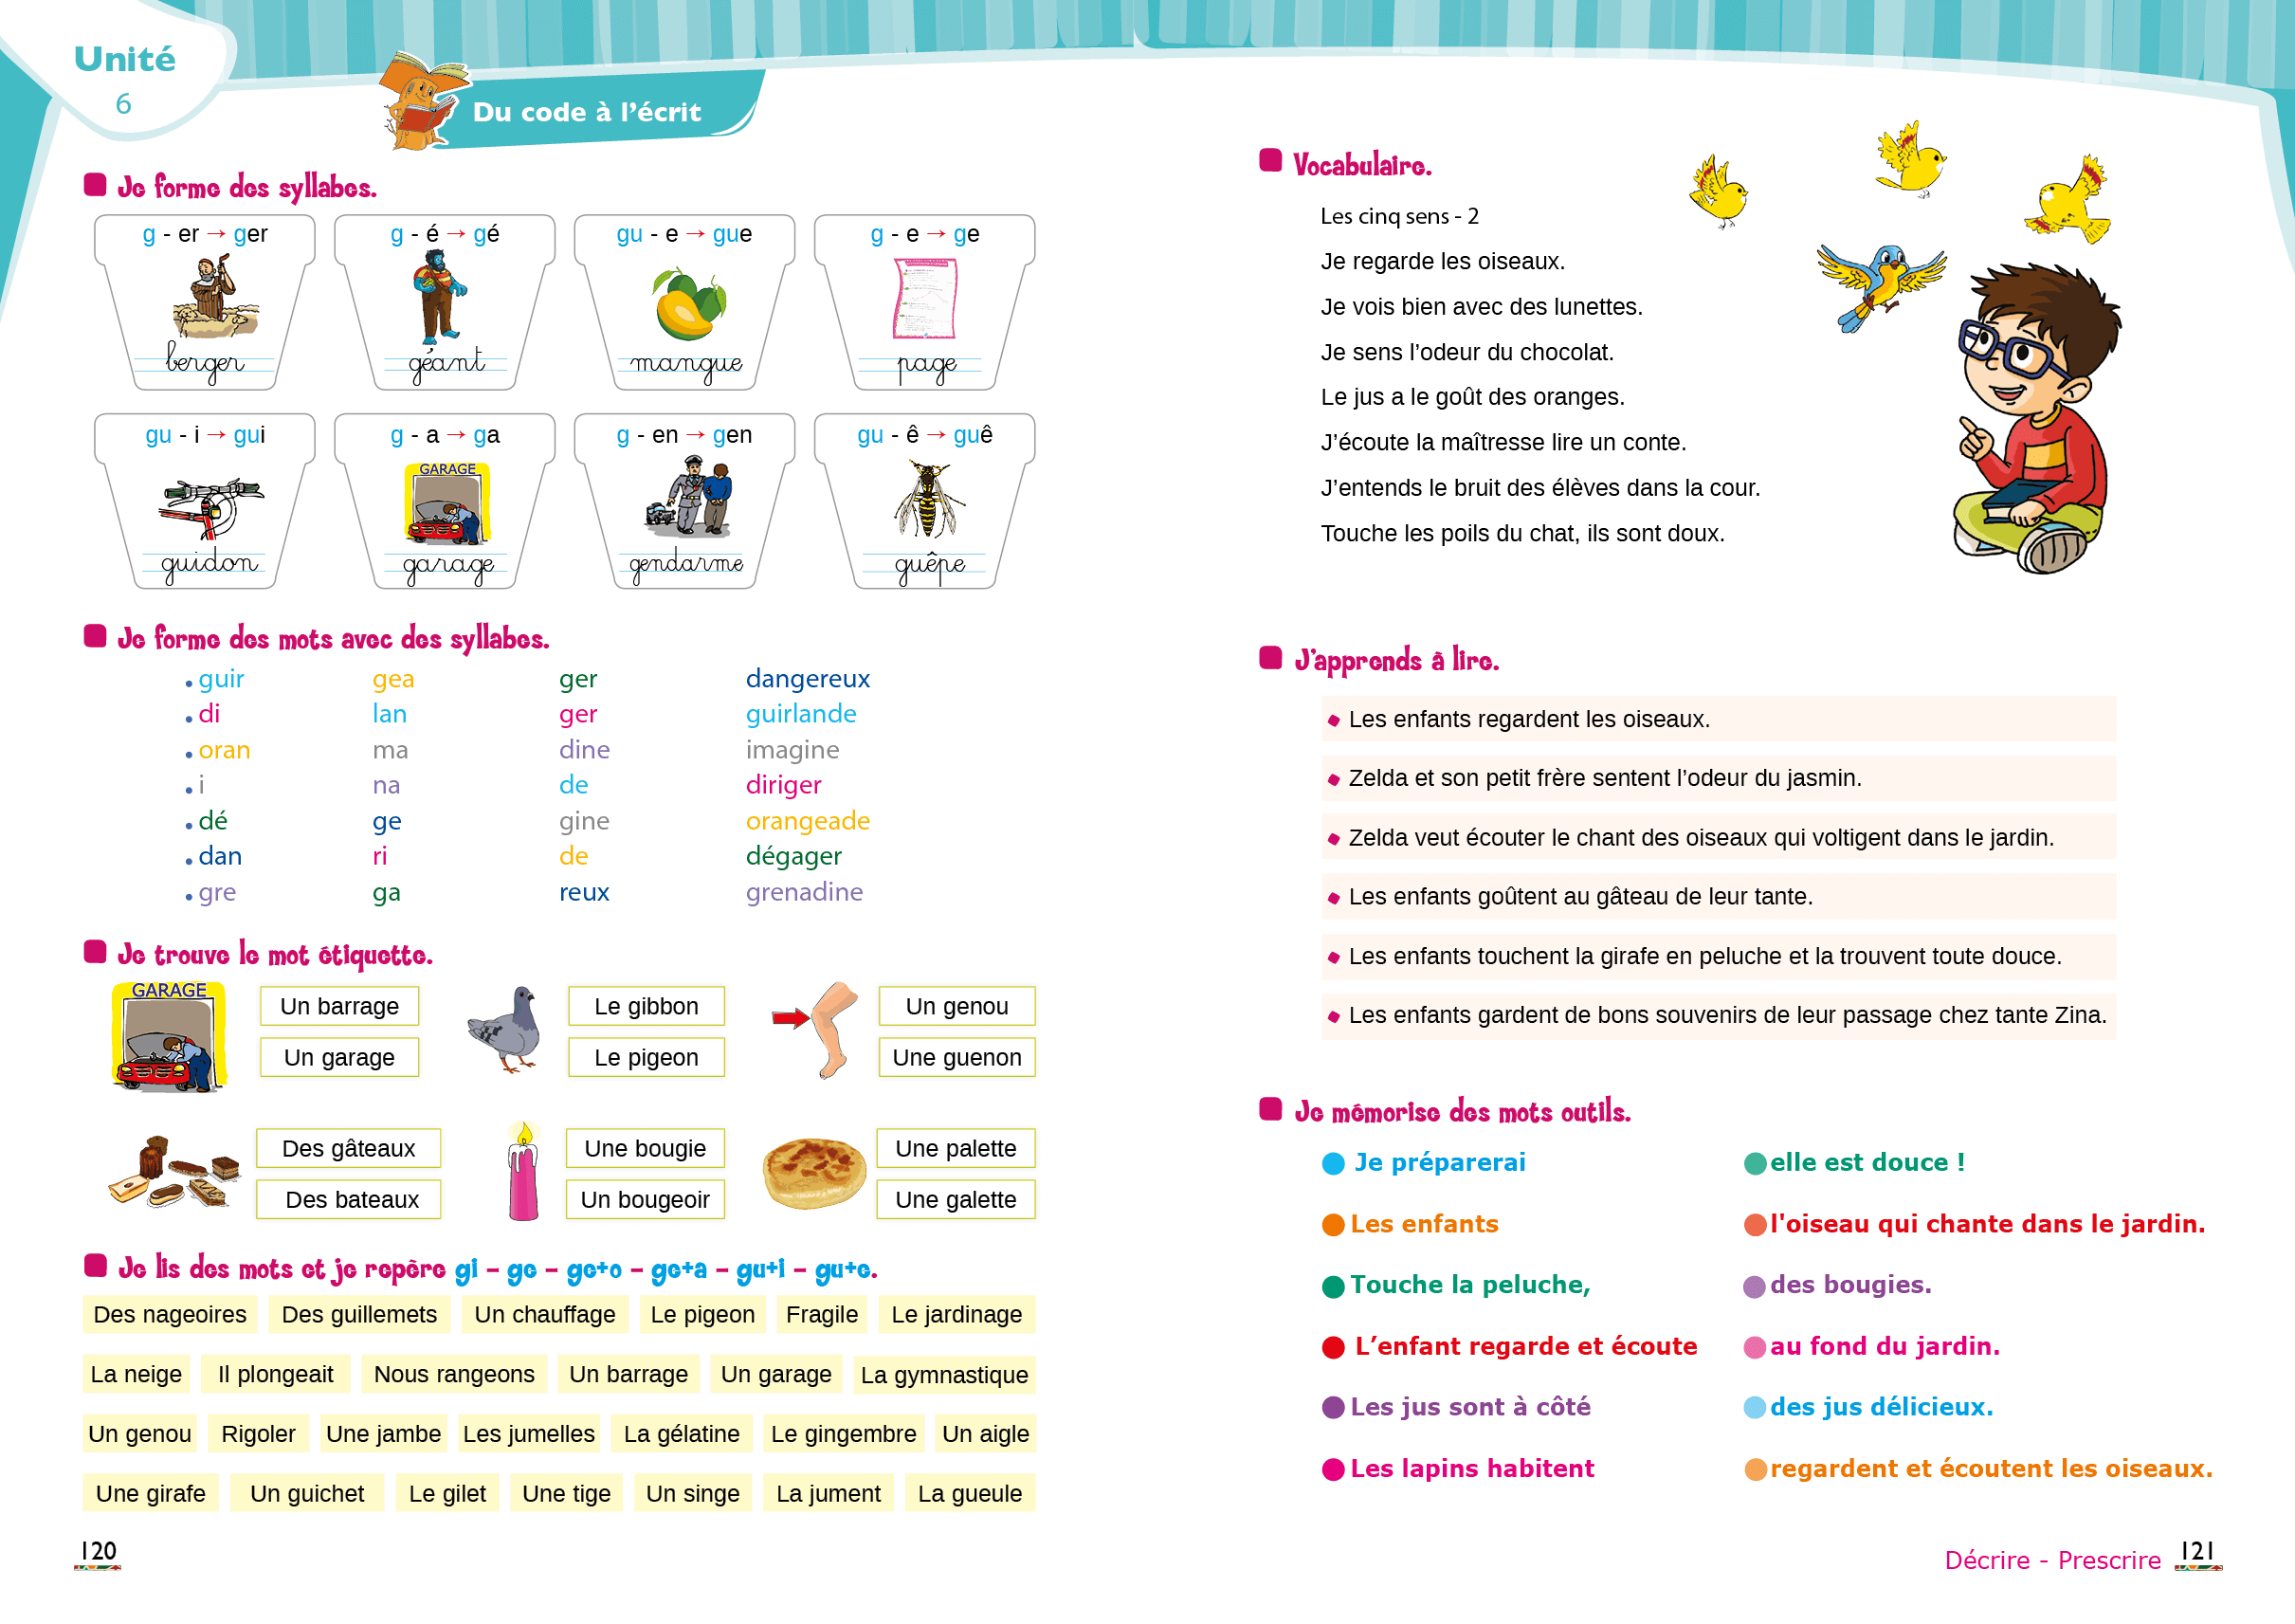 Unité
6
Du code à l’écrit
Je forme des syllabes.
g - er → ger
g - é → gé
gu - e → gue
g - e → ge
berger
géant
mangue
page
gu - i → gui
g - a → ga
g - en → gen
gu - ê → guê
GARAGE
guidon
garage
gendarme
guêpe
Je forme des mots avec des syllabes.
. guir gea ger dangereux
. di lan ger guirlande
. oran ma dine imagine
. i na de diriger
. dé ge gine orangeade
. dan ri de dégager
. gre ga reux grenadine
Je trouve le mot étiquette.
GARAGE
Un barrage
Un garage
Le gibbon
Le pigeon
Un genou
Une guenon
Des gâteaux
Des bateaux
Une bougie
Un bougeoir
Une palette
Une galette
Je lis des mots et je repère gi – ge – ge+o – ge+a – gu+i – gu+e.
Des nageoires Des guillemets Un chauffage Le pigeon Fragile Le jardinage
La neige Il plongeait Nous rangeons Un barrage Un garage La gymnastique
Un genou Rigoler Une jambe Les jumelles La gélatine Le gingembre Un aigle
Une girafe Un guichet Le gilet Une tige Un singe La jument La gueule
120
Vocabulaire.
Les cinq sens - 2
Je regarde les oiseaux.
Je vois bien avec des lunettes.
Je sens l’odeur du chocolat.
Le jus a le goût des oranges.
J’écoute la maîtresse lire un conte.
J’entends le bruit des élèves dans la cour.
Touche les poils du chat, ils sont doux.
J’apprends à lire.
Les enfants regardent les oiseaux.
Zelda et son petit frère sentent l’odeur du jasmin.
Zelda veut écouter le chant des oiseaux qui voltigent dans le jardin.
Les enfants goûtent au gâteau de leur tante.
Les enfants touchent la girafe en peluche et la trouvent toute douce.
Les enfants gardent de bons souvenirs de leur passage chez tante Zina.
Je mémorise des mots outils.
Je préparerai elle est douce !
Les enfants l'oiseau qui chante dans le jardin.
Touche la peluche, des bougies.
L’enfant regarde et écoute au fond du jardin.
Les jus sont à côté des jus délicieux.
Les lapins habitent regardent et écoutent les oiseaux.
Décrire - Prescrire 121